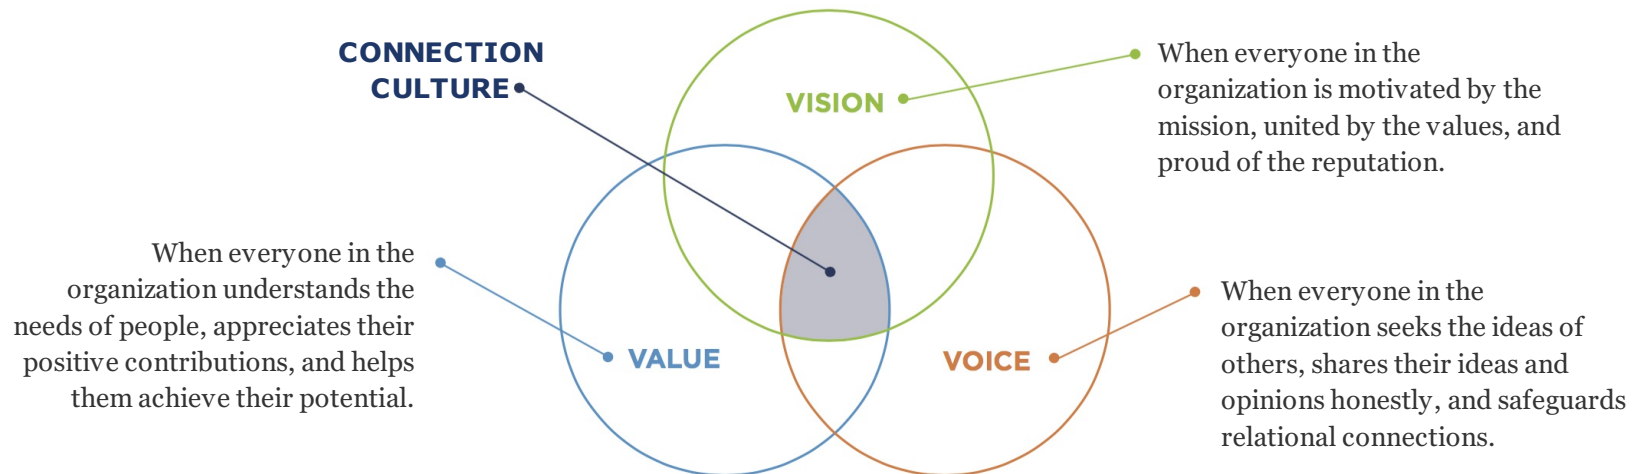 CONNECTION
CULTURE
VISION
When everyone in the
organization is motivated by the
mission, united by the values, and
proud of the reputation.
When everyone in the
organization understands the
needs of people, appreciates their
positive contributions, and helps
them achieve their potential.
VALUE
VOICE
When everyone in the
organization seeks the ideas of
others, shares their ideas and
opinions honestly, and safeguards
relational connections.